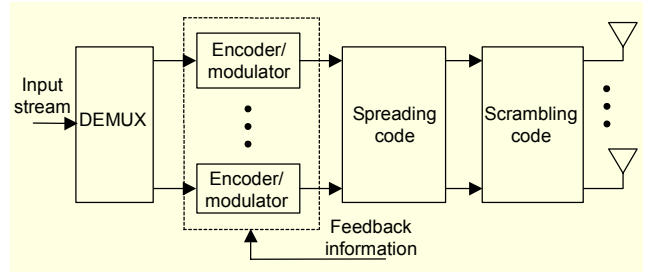 Input
stream
DEMUX
Encoder/
modulator
Encoder/
modulator
Spreading
code
Scrambling
code
Feedback
information